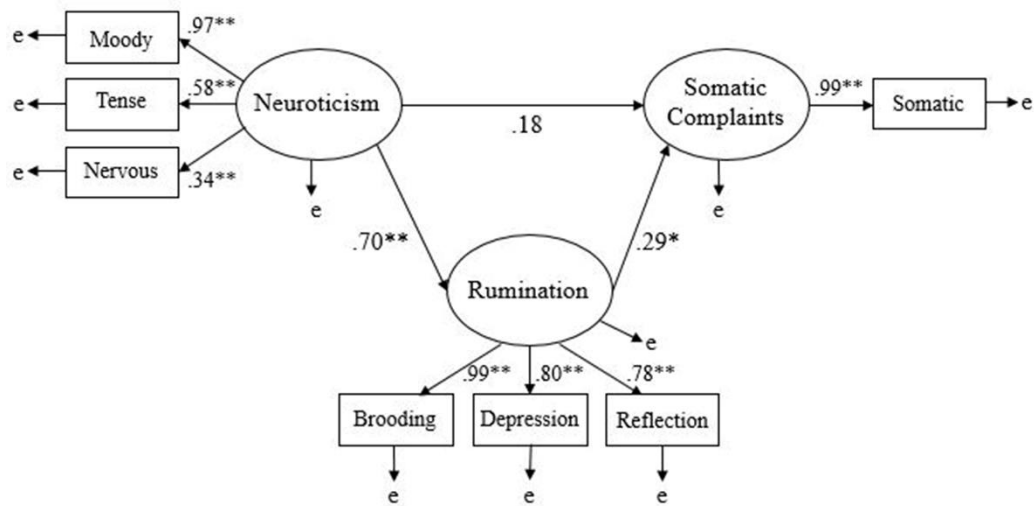 Moody
e
.97**
Tense
e
.58**
Nervous
e
.34**
Neuroticism
e
.18
Somatic
Complaints
e
.99**
Somatic
e
.70**
.29*
Rumination
e
.99**
.80**
.78**
Brooding
Depression
Reflection
e
e
e